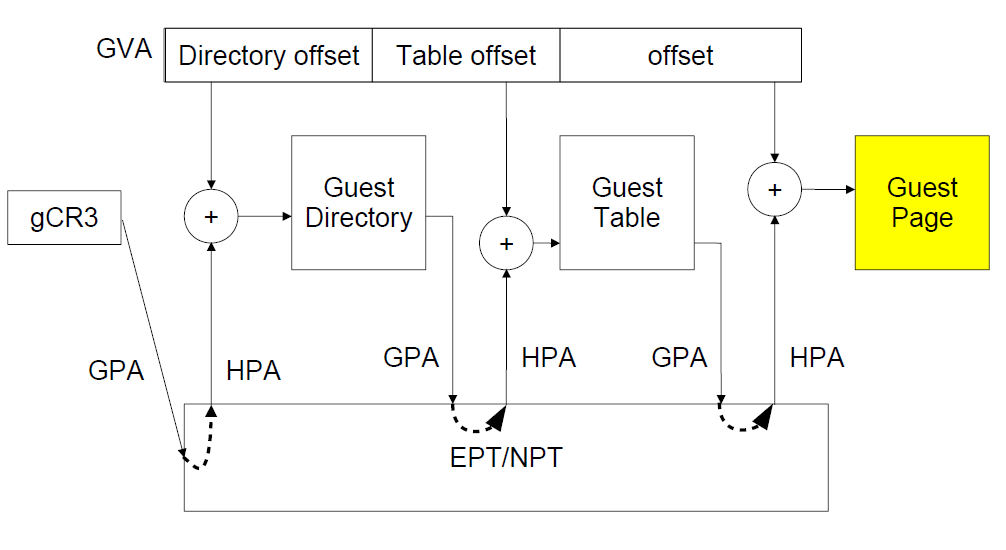 GVA
Directory offset
Table offset
offset
gCR3
+
Guest
Directory
+
Guest
Table
+
Guest
Page
GPA
HPA
GPA
HPA
GPA
HPA
EPT/NPT